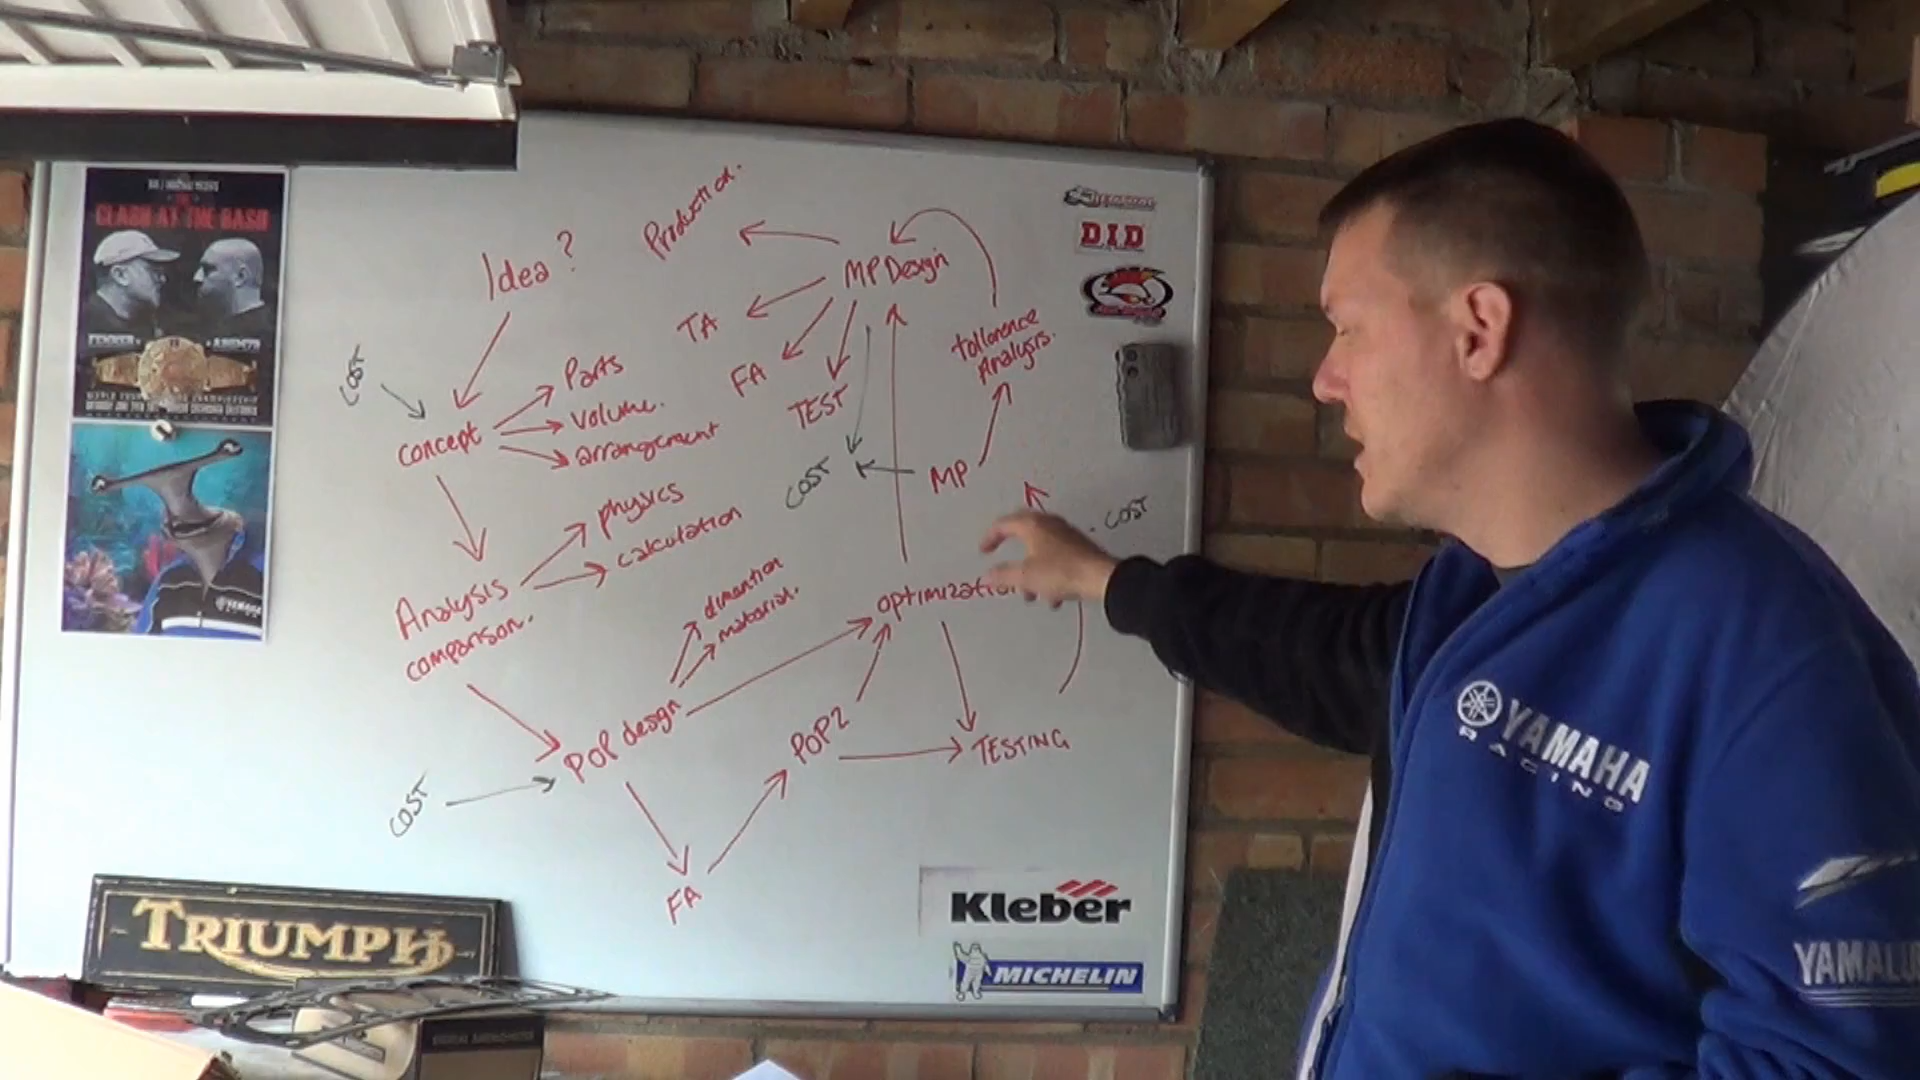 CLASH AT THE BASH
Idea?
Production.
MP Design
D.I.D
TA
tollorence
Analysis.
COST
Parts
FA
volume.
TEST
concept
arrangement
COST
MP
physics
COST
calculation
Analysis
comparison.
dimention
material.
optimization
POP design
POP2
TESTING
COST
FA
Kleber
MICHELIN
TRIUMPH
YAMAHA
RACING